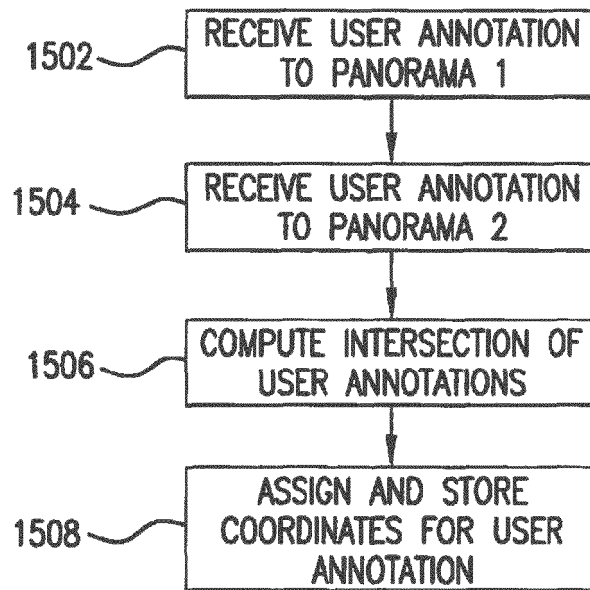 1502
RECEIVE USER ANNOTATION
TO PANORAMA 1
1504
RECEIVE USER ANNOTATION
TO PANORAMA 2
1506
COMPUTE INTERSECTION OF
USER ANNOTATIONS
1508
ASSIGN AND STORE
COORDINATES FOR USER
ANNOTATION